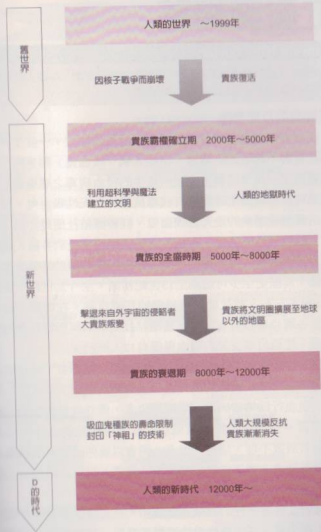 舊世界
人類的世界 ～1999年
因核子戰爭而崩壞
貴族復活
新世界
貴族霸權確立期 2000年～5000年
利用超科學與魔法
建立的文明
人類的地獄時代
貴族的全盛時期 5000年～8000年
擊退來自外宇宙的侵略者
大貴族叛變
貴族將文明圈擴展至地球
以外的地區
貴族的衰退期 8000年～12000年
吸血鬼種族的壽命限制
封印「神祖」的技術
人類大規模反抗
貴族漸漸消失
D的時代
人類的新時代 12000年～